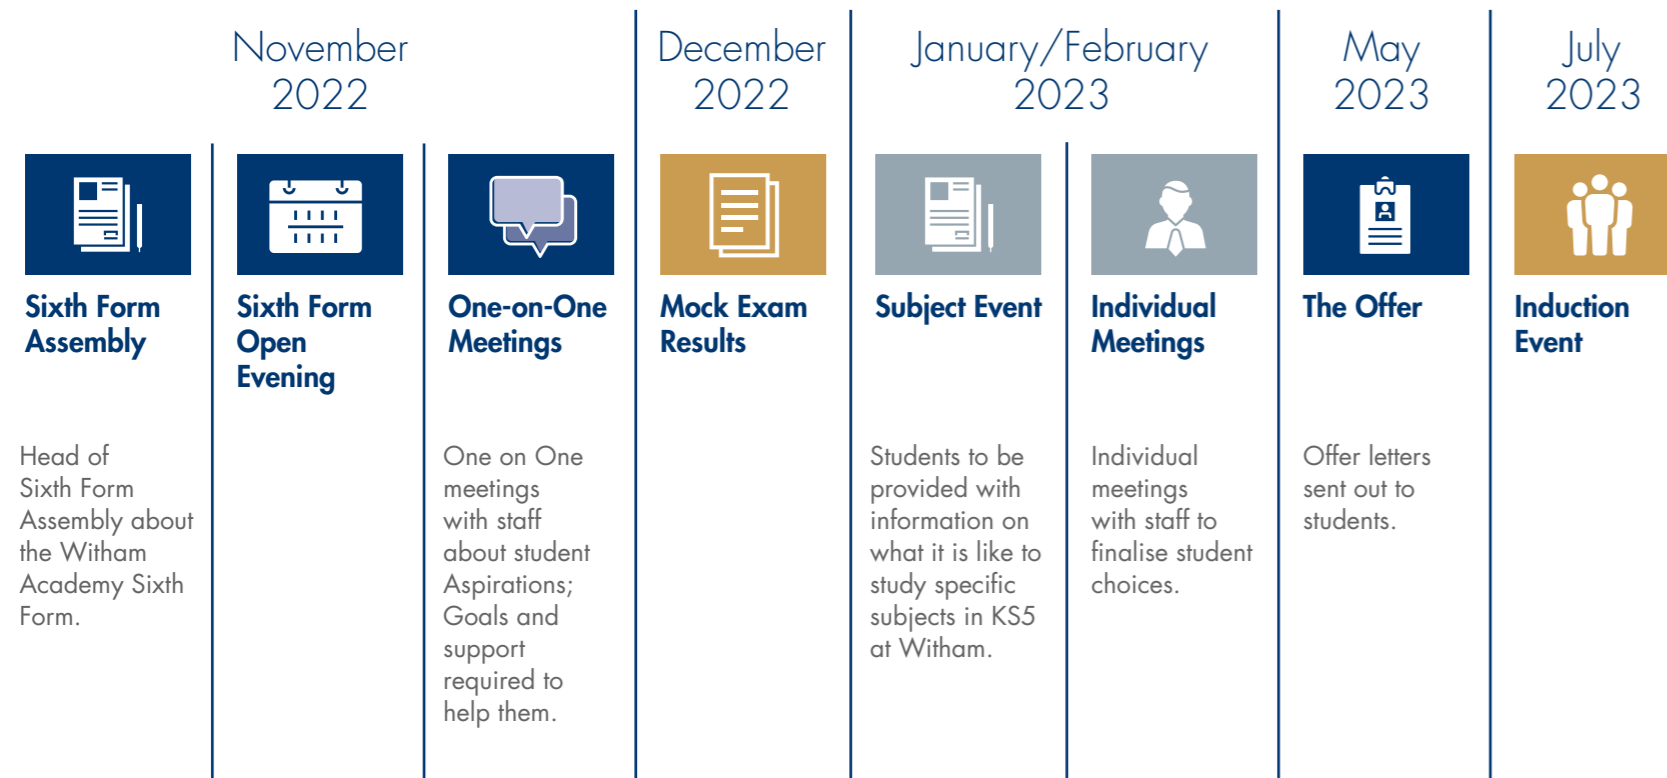 November
2022
December
2022
January/February
2023
May
2023
July
2023
Sixth Form
Assembly
Sixth Form
Open
Evening
One-on-One
Meetings
Mock Exam
Results
Subject Event
Individual
Meetings
The Offer
Induction
Event
Head of
Sixth Form
Assembly about
the Witham
Academy Sixth
Form.
One on One
meetings
with staff
about student
Aspirations;
Goals and
support
required to
help them.
Students to be
provided with
information on
what it is like to
study specific
subjects in KS5
at Witham.
Individual
meetings
with staff to
finalise student
choices.
Offer letters
sent out to
students.